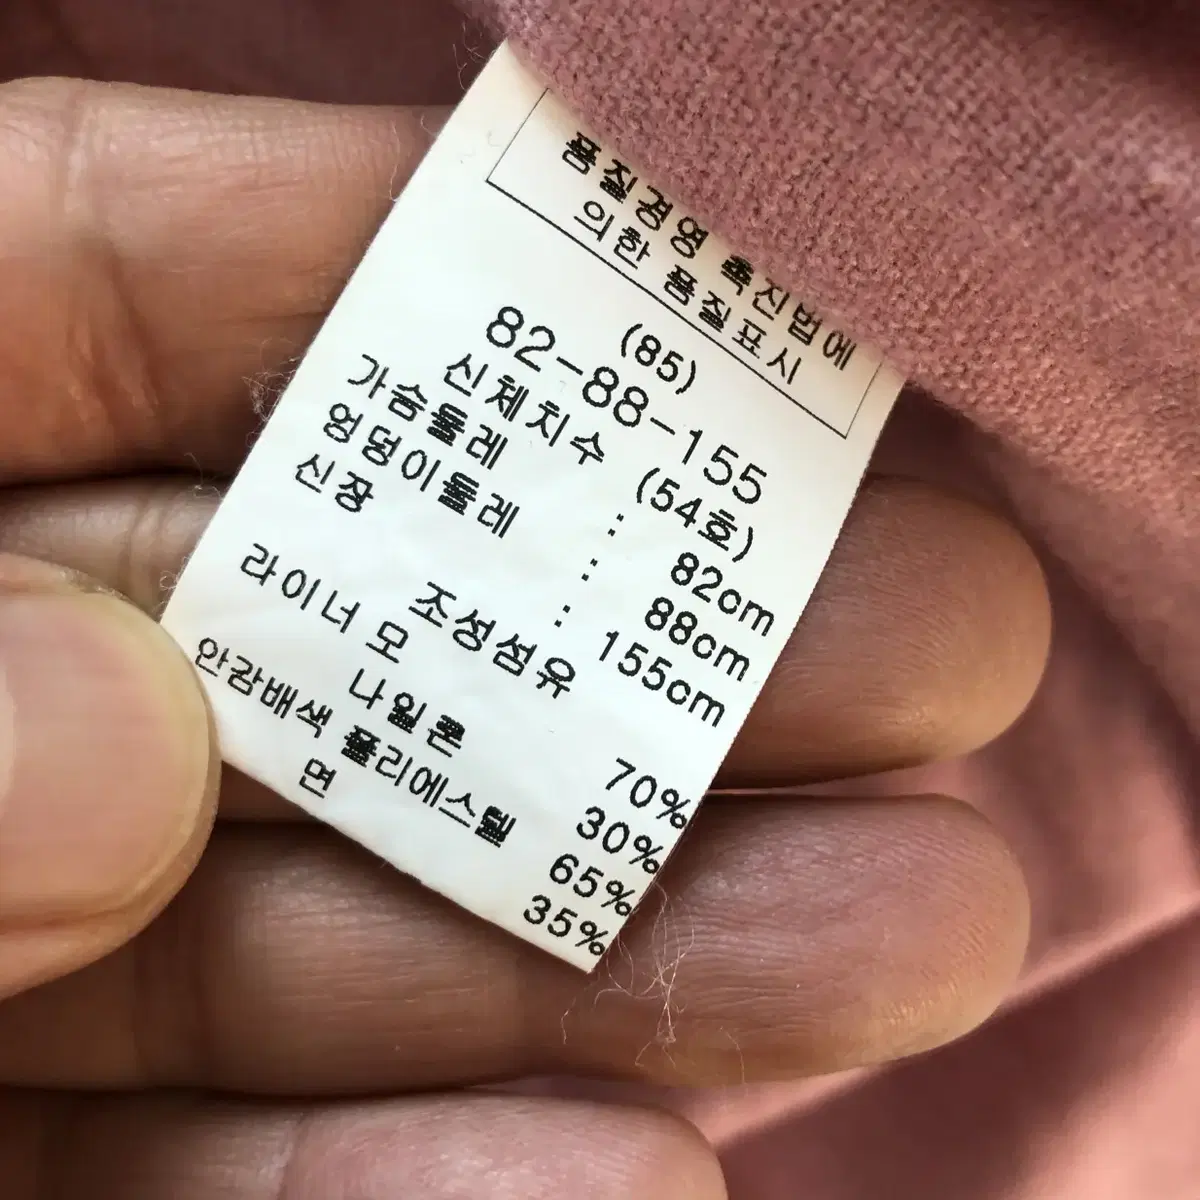 품질경영 촉진법에
의한 품질표시
(85)
82-88-155
신체치수 (54호)
가슴둘레 : 82cm
엉덩이둘레 : 88cm
신장 : 155cm
조성섬유
라이너 모 70%
나일론 30%
안감배색 폴리에스텔 65%
면 35%